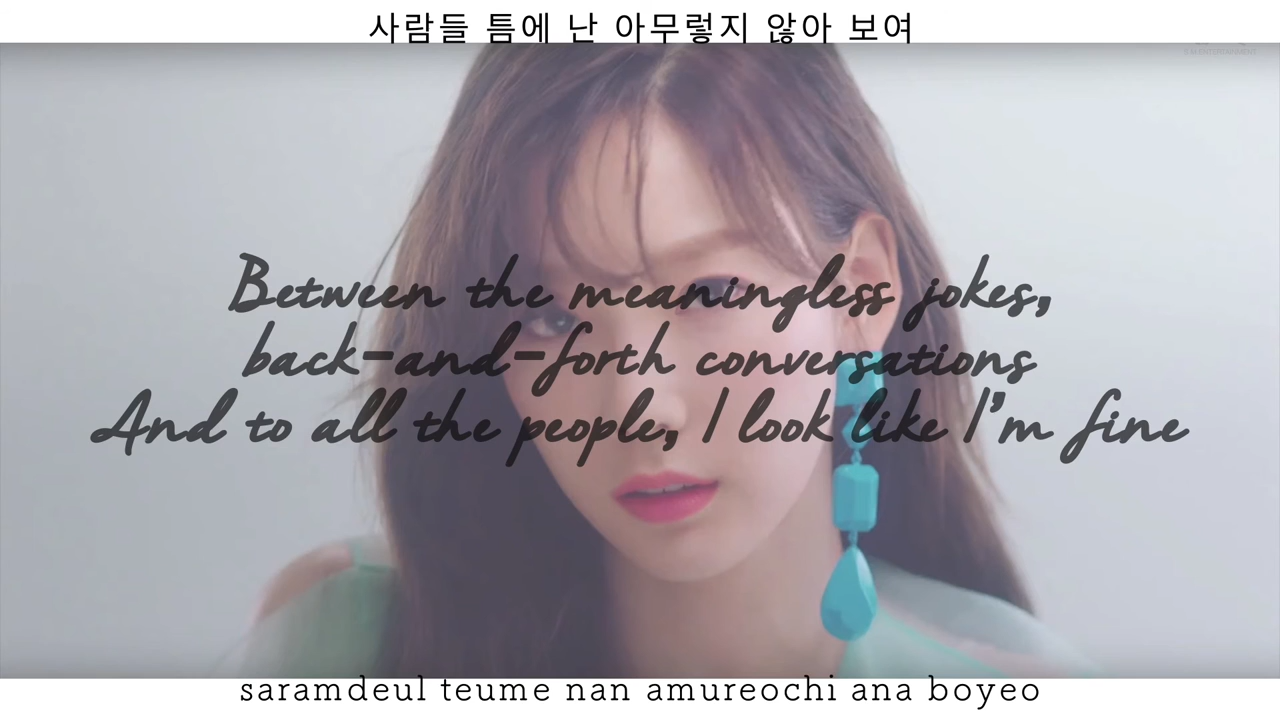 사람들 틈에 난 아무렇지 않아 보여
Between the meaningless jokes,
back-and-forth conversations
And to all the people, I look like I'm fine
saramdeul teume nan amureochi ana boyeo